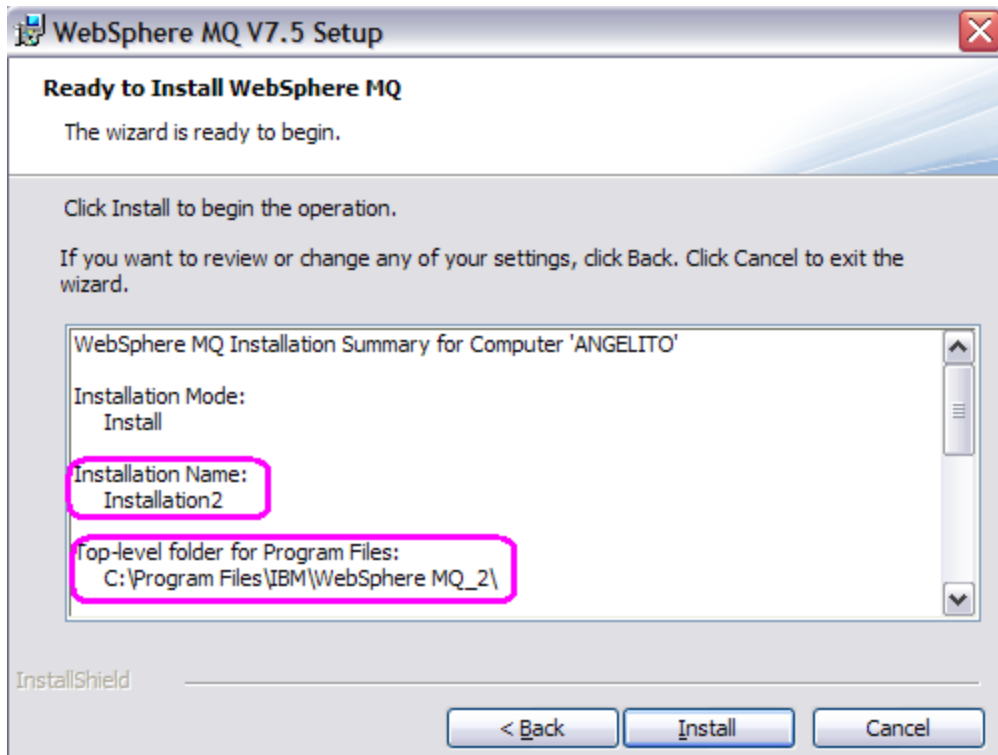 WebSphere MQ V7.5 Setup
Ready to Install WebSphere MQ
The wizard is ready to begin.
Click Install to begin the operation.
If you want to review or change any of your settings, click Back. Click Cancel to exit the
wizard.
WebSphere MQ Installation Summary for Computer 'ANGELITO'
Installation Mode:
Install
Installation Name:
Installation2
Top-level folder for Program Files:
C:\Program Files\IBM\WebSphere MQ_2\
InstallShield
< Back Install Cancel